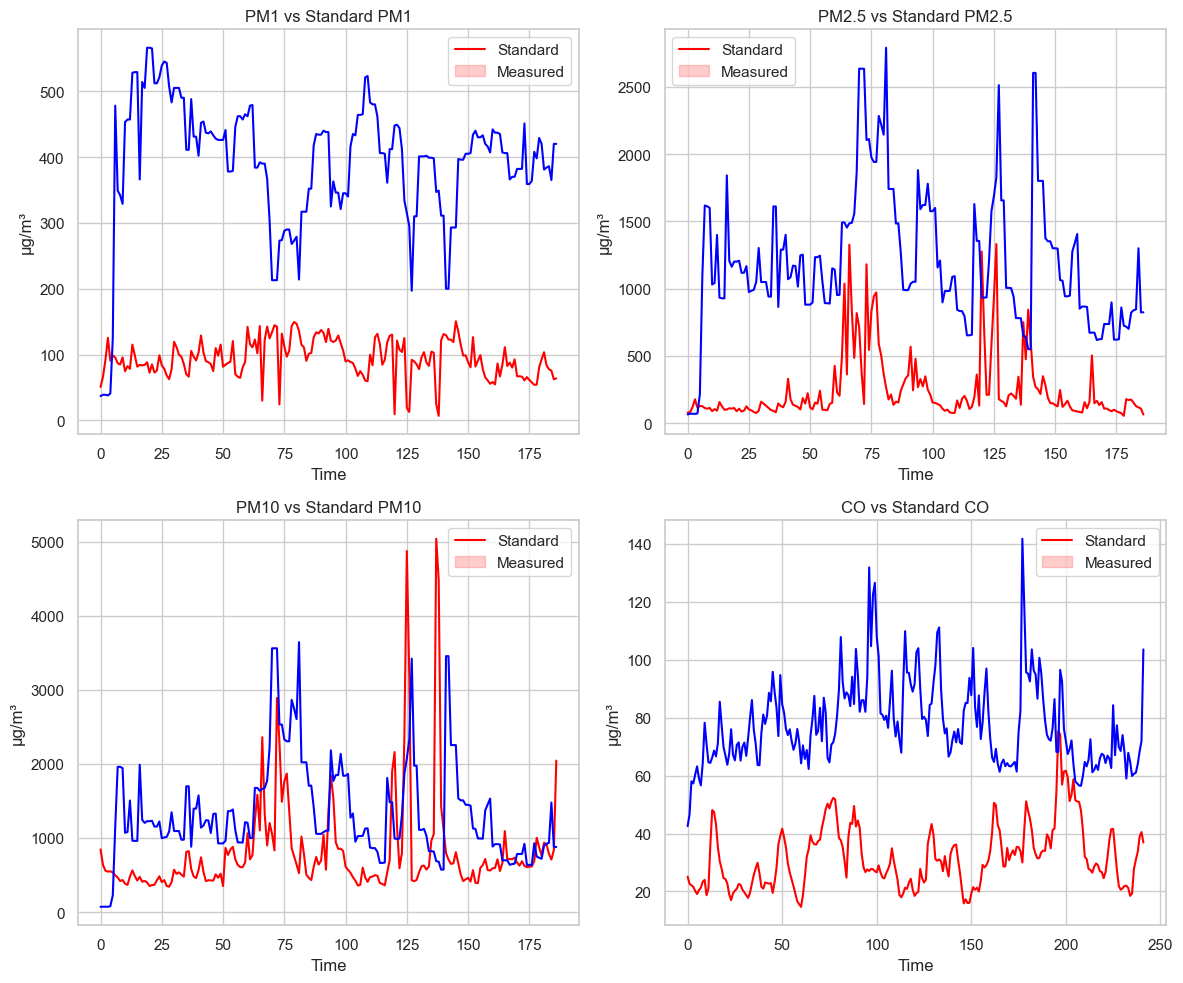 PM1 vs Standard PM1
Standard
Measured
500
400
300
200
100
0
µg/m³
0 25 50 75 100 125 150 175
Time
PM2.5 vs Standard PM2.5
Standard
Measured
2500
2000
1500
1000
500
0
µg/m³
0 25 50 75 100 125 150 175
Time
PM10 vs Standard PM10
Standard
Measured
5000
4000
3000
2000
1000
0
µg/m³
0 25 50 75 100 125 150 175
Time
CO vs Standard CO
Standard
Measured
140
120
100
80
60
40
20
µg/m³
0 50 100 150 200 250
Time